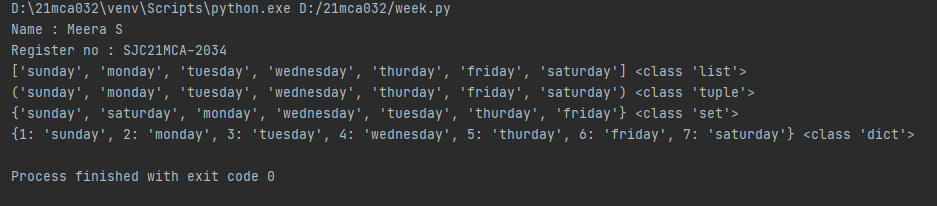 D:\21mca032\venv\Scripts\python.exe D:/21mca032/week.py
Name : Meera S
Register no : SJC21MCA-2034
['sunday', 'monday', 'tuesday', 'wednesday', 'thurday', 'friday', 'saturday'] <class 'list'>
('sunday', 'monday', 'tuesday', 'wednesday', 'thurday', 'friday', 'saturday') <class 'tuple'>
{'sunday', 'saturday', 'monday', 'wednesday', 'tuesday', 'thurday', 'friday'} <class 'set'>
{1: 'sunday', 2: 'monday', 3: 'tuesday', 4: 'wednesday', 5: 'thurday', 6: 'friday', 7: 'saturday'} <class 'dict'>
Process finished with exit code 0